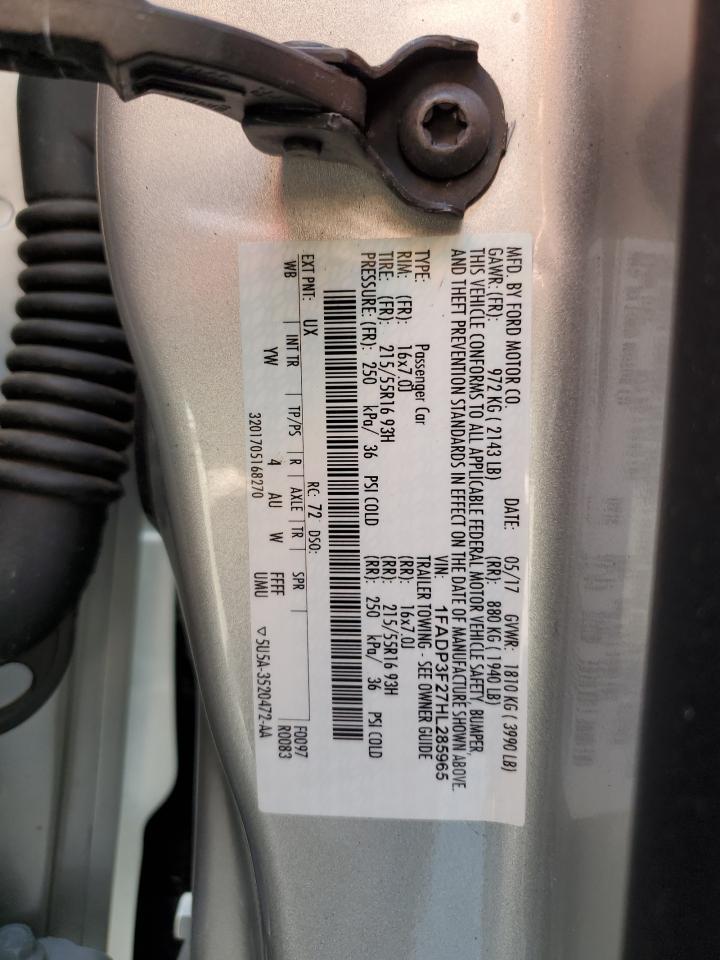 MFD. BY FORD MOTOR CO. DATE: 05/17 GVWR: 1810 KG ( 3990 LB)
GAWR: (FR): 972 KG ( 2143 LB) (RR): 880 KG ( 1940 LB)
THIS VEHICLE CONFORMS TO ALL APPLICABLE FEDERAL MOTOR VEHICLE SAFETY, BUMPER,
AND THEFT PREVENTION STANDARDS IN EFFECT ON THE DATE OF MANUFACTURE SHOWN ABOVE.
VIN: 1FADP3F27HL285965
TYPE: Passenger Car TRAILER TOWING - SEE OWNER GUIDE
RIM: (FR): 16x7.0J (RR): 16x7.0J
TIRE: (FR): 215/55R16 93H (RR): 215/55R16 93H
PRESSURE: (FR): 250 kPa/ 36 PSI COLD (RR): 250 kPa/ 36 PSI COLD
EXT PNT: UX RC: 72 DSO: F0097
WB INT TR TP/PS R AXLE TR SPR R0083
YW 4 AU W FFFF
UMU
3201705168270 ▽5U5A-3520472-AA